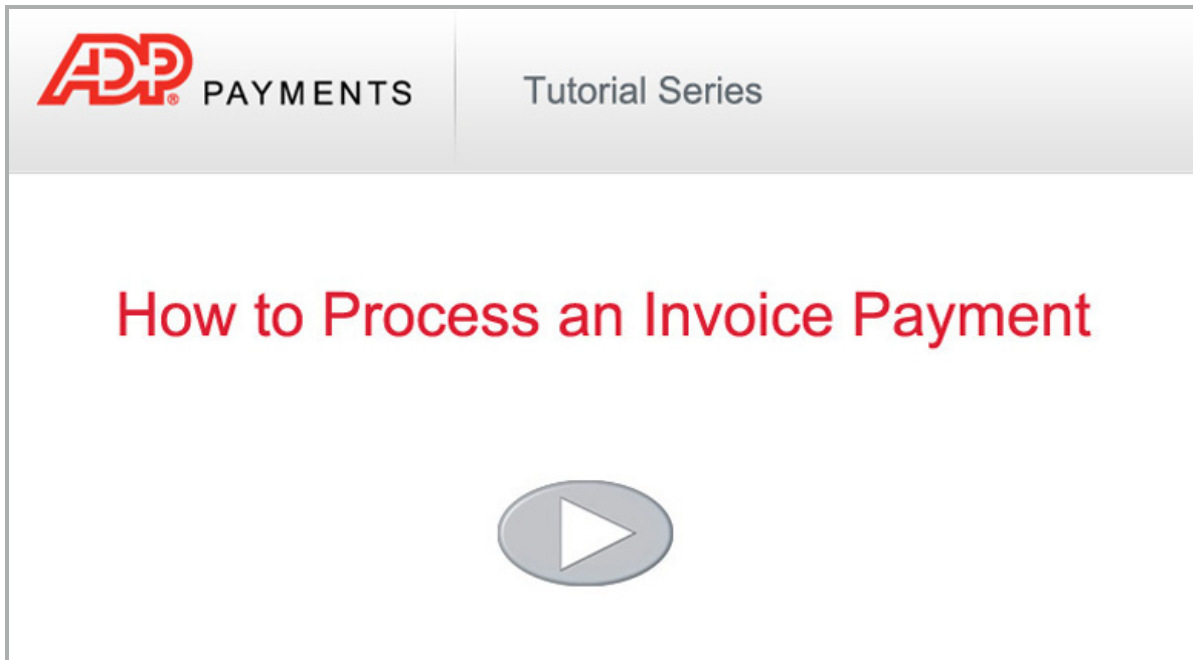 ADP® PAYMENTS
Tutorial Series
How to Process an Invoice Payment